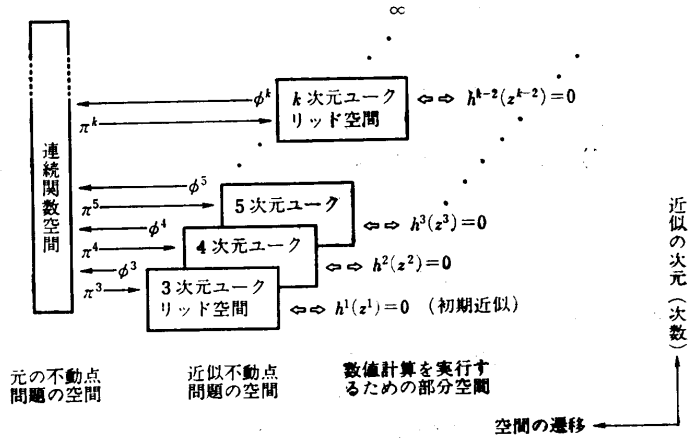 ∞
φ^k
k次元ユーク
リッド空間
⇔ ⇔ h^{k-2}(z^{k-2})=0
π^k
連続関数空間
φ^5
π^5
5次元ユーク
⇔ ⇔ h^3(z^3)=0
φ^4
π^4
4次元ユーク
⇔ ⇔ h^2(z^2)=0
φ^3
π^3
3次元ユーク
リッド空間
⇔ ⇔ h^1(z^1)=0 (初期近似)
近似の次元(次数)
元の不動点
問題の空間
近似不動点
問題の空間
数値計算を実行す
るための部分空間
空間の遷移